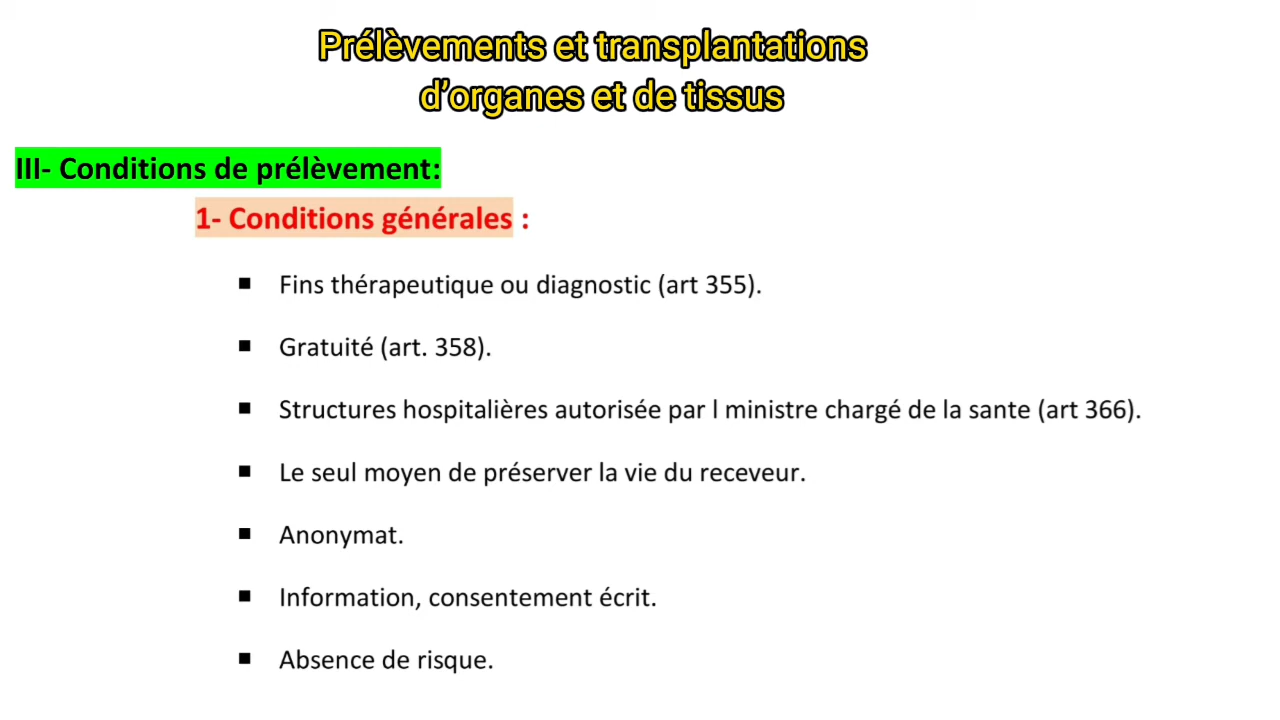 Prélèvements et transplantations
d’organes et de tissus
III- Conditions de prélèvement:
1- Conditions générales :
▪ Fins thérapeutique ou diagnostic (art 355).
▪ Gratuité (art. 358).
▪ Structures hospitalières autorisée par l ministre chargé de la sante (art 366).
▪ Le seul moyen de préserver la vie du receveur.
▪ Anonymat.
▪ Information, consentement écrit.
▪ Absence de risque.